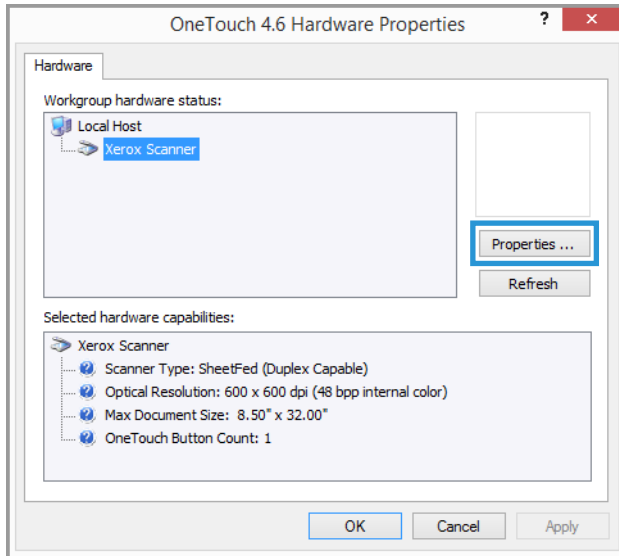 OneTouch 4.6 Hardware Properties
?
×
Hardware
Workgroup hardware status:
Local Host
Xerox Scanner
Properties ...
Refresh
Selected hardware capabilities:
Xerox Scanner
Scanner Type: SheetFed (Duplex Capable)
Optical Resolution: 600 x 600 dpi (48 bpp internal color)
Max Document Size:  8.50" x 32.00"
OneTouch Button Count: 1
OK
Cancel
Apply